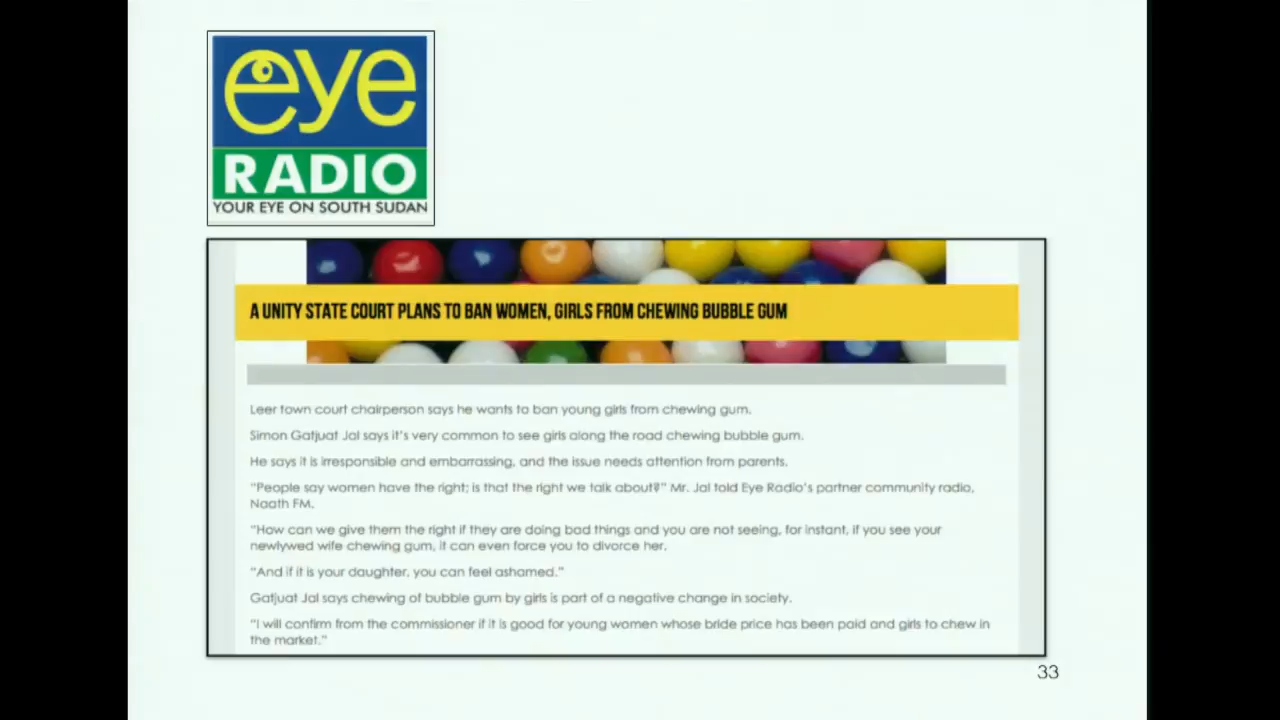 eye
RADIO
YOUR EYE ON SOUTH SUDAN
A UNITY STATE COURT PLANS TO BAN WOMEN, GIRLS FROM CHEWING BUBBLE GUM
Leer town court chairperson says he wants to ban young girls from chewing gum.
Simon Gatjuat Jal says it's very common to see girls along the road chewing bubble gum.
He says it is irresponsible and embarrassing, and the issue needs attention from parents.
"People say women have the right; is that the right we talk about?" Mr. Jal told Eye Radio's partner community radio,
Naath FM.
"How can we give them the right if they are doing bad things and you are not seeing, for instant, if you see your
newlywed wife chewing gum, it can even force you to divorce her.
"And if it is your daughter, you can feel ashamed."
Gatjuat Jal says chewing of bubble gum by girls is part of a negative change in society.
"I will confirm from the commissioner if it is good for young women whose bride price has been paid and girls to chew in
the market."
33